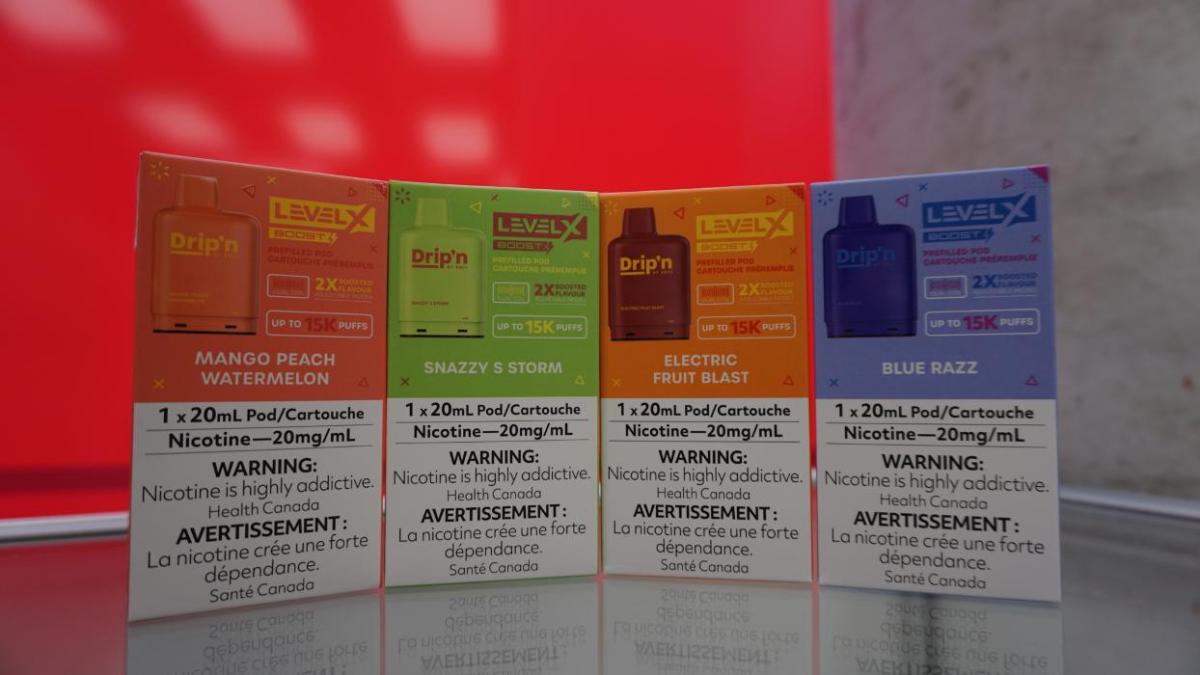 LEVEL X
BOOST
Drip'n
PREFILLED POD
CARTOUCHE PRÉREMPLIE
2X BOOSTED
FLAVOUR
UP TO 15K PUFFS
MANGO PEACH
WATERMELON
1 x 20mL Pod/Cartouche
Nicotine—20mg/mL
WARNING:
Nicotine is highly addictive.
Health Canada
AVERTISSEMENT :
La nicotine crée une forte
dépendance.
Santé Canada
LEVEL X
BOOST
Drip'n
PREFILLED POD
CARTOUCHE PRÉREMPLIE
SNAZZY S STORM
2X BOOSTED
FLAVOUR
UP TO 15K PUFFS
SNAZZY S STORM
1 x 20mL Pod/Cartouche
Nicotine—20mg/mL
WARNING:
Nicotine is highly addictive.
Health Canada
AVERTISSEMENT :
La nicotine crée une forte
dépendance.
Santé Canada
LEVEL X
BOOST
Drip'n
PREFILLED POD
CARTOUCHE PRÉREMPLIE
2X BOOSTED
FLAVOUR
ELECTRIC FRUIT BLAST
UP TO 15K PUFFS
ELECTRIC
FRUIT BLAST
1 x 20mL Pod/Cartouche
Nicotine—20mg/mL
WARNING:
Nicotine is highly addictive.
Health Canada
AVERTISSEMENT :
La nicotine crée une forte
dépendance.
Santé Canada
LEVEL X
BOOST
Drip'n
PREFILLED POD
CARTOUCHE PRÉREMPLIE
2X BOOSTED
FLAVOUR
UP TO 15K PUFFS
BLUE RAZZ
1 x 20mL Pod/Cartouche
Nicotine—20mg/mL
WARNING:
Nicotine is highly addictive.
Health Canada
AVERTISSEMENT :
La nicotine crée une forte
dépendance.
Santé Canada